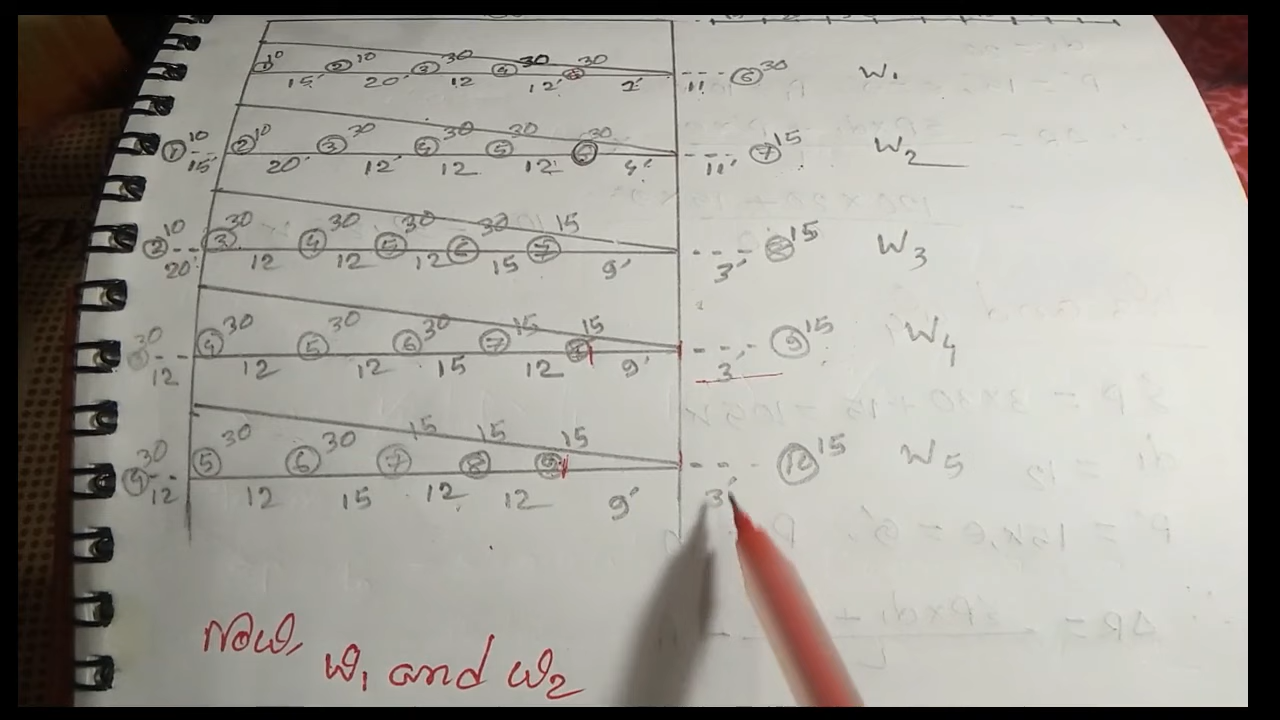 10 10 30 30 30
① ② ③ ④ ⑤ --- ⑥ 30 W₁
15' 20' 12 12' 2' 11
10 10 30 30 30 30
① ② ③ ④ ⑤ --- ⑦ 15 W₂
15' 20' 12' 12 12' 4' 11'
10 30 30 30 30 15
② -- ③ ④ ⑤ ⑥ ⑦ --- ⑧ 15 W₃
20' 12 12 12 15 9' 3'
30 30 30 15 15
④ ⑤ ⑥ ⑦ --- ⑨ 15 W₄
12 12 12 15 12 9' 3'
30 30 30 15 15 15
④ -- ⑤ ⑥ ⑦ ⑧ ⑨ --- 15 W₅
12 12 15 12 12 9' 3'
Now,
W₁ and W₂